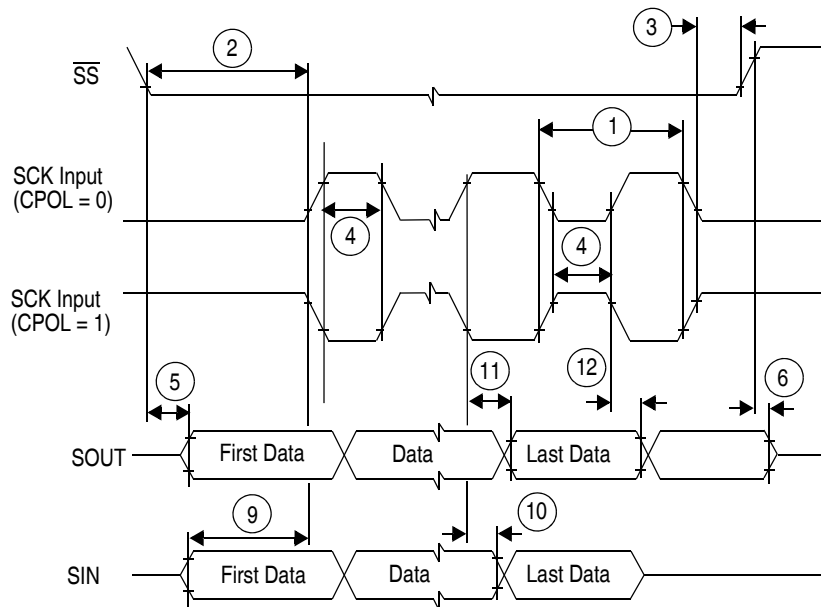 3
2
SS
1
SCK Input
(CPOL = 0)
4
4
SCK Input
(CPOL = 1)
5
11
12
6
SOUT
First Data
Data
Last Data
9
10
SIN
First Data
Data
Last Data